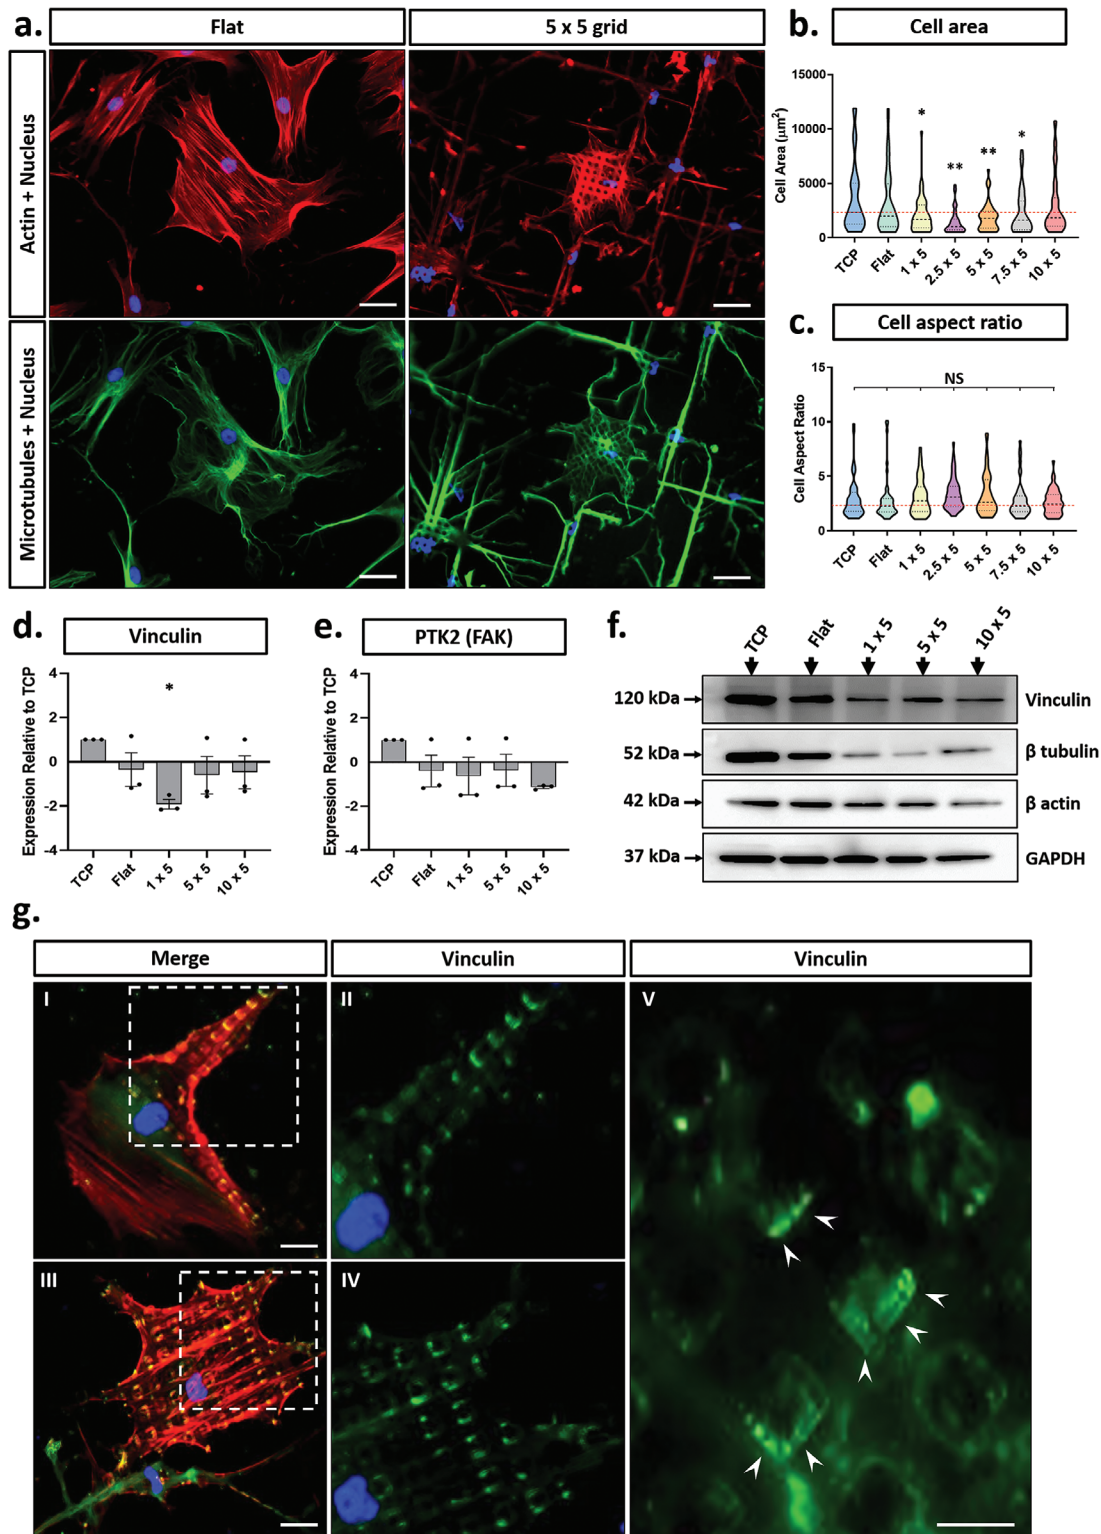 a.
Flat
5 x 5 grid
Actin + Nucleus
Microtubules + Nucleus
b.
Cell area
Cell Area (μm²)
15000
10000
5000
0
*
**
**
*
TCP
Flat
1 x 5
2.5 x 5
5 x 5
7.5 x 5
10 x 5
c.
Cell aspect ratio
Cell Aspect Ratio
15
10
5
0
NS
TCP
Flat
1 x 5
2.5 x 5
5 x 5
7.5 x 5
10 x 5
d.
Vinculin
Expression Relative to TCP
4
2
0
-2
-4
*
TCP
Flat
1 x 5
5 x 5
10 x 5
e.
PTK2 (FAK)
Expression Relative to TCP
4
2
0
-2
-4
TCP
Flat
1 x 5
5 x 5
10 x 5
f.
TCP
Flat
1 x 5
5 x 5
10 x 5
120 kDa
Vinculin
52 kDa
β tubulin
42 kDa
β actin
37 kDa
GAPDH
g.
Merge
Vinculin
Vinculin
I
II
V
III
IV